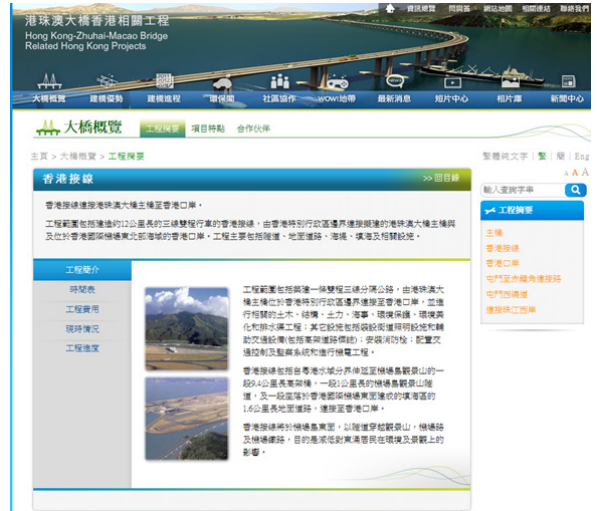 港珠澳大橋香港相關工程
Hong Kong-Zhuhai-Macao Bridge
Related Hong Kong Projects
資訊總覽 問與答 網站地圖 相關連結 聯絡我們
大橋概覽 建橋優勢 建橋進程 環保閣 社區協作 WOW!地帶 最新消息 短片中心 相片庫 新聞中心
大橋概覽 工程摘要 項目特點 合作伙伴
主頁 > 大橋概覽 > 工程摘要
繁體純文字 | 繁 | 簡 | Eng
A A A
香港接線
>> 回目錄
香港接線連接港珠澳大橋主橋至香港口岸。
工程範圍包括建造約12公里長的三線雙程行車的香港接線，由香港特別行政區邊界連接擬建的港珠澳大橋主橋與
及位於香港國際機場東北部海域的香港口岸。工程主要包括隧道、地面道路、海堤、填海及相關設施。
工程簡介
時間表
工程費用
現時情況
工程進度
工程範圍包括興建一條雙程三線分隔公路，由港珠澳大
橋主橋位於香港特別行政區邊界連接至香港口岸，並進
行相關的土木、結構、土力、海事、環境保護、環境美
化和排水渠工程；其它設施包括裝設街道照明設施和輔
助交通設備(包括高架道路標誌)；安裝消防栓；配置交
通控制及監察系統和進行機電工程。
香港接線包括自粵港水域分界伸延至機場島觀景山的一
段9.4公里長高架橋，一段1公里長的機場島觀景山隧
道，及一段座落於香港國際機場東面建成的填海區的
1.6公里長地面道路，連接至香港口岸。
香港接線將於機場島東面，以隧道穿越觀景山，機場路
及機場鐵路，目的是減低對東涌居民在環境及景觀上的
影響。
輸入查詢字串
工程摘要
主橋
香港接線
香港口岸
屯門至赤鱲角連接路
屯門西繞道